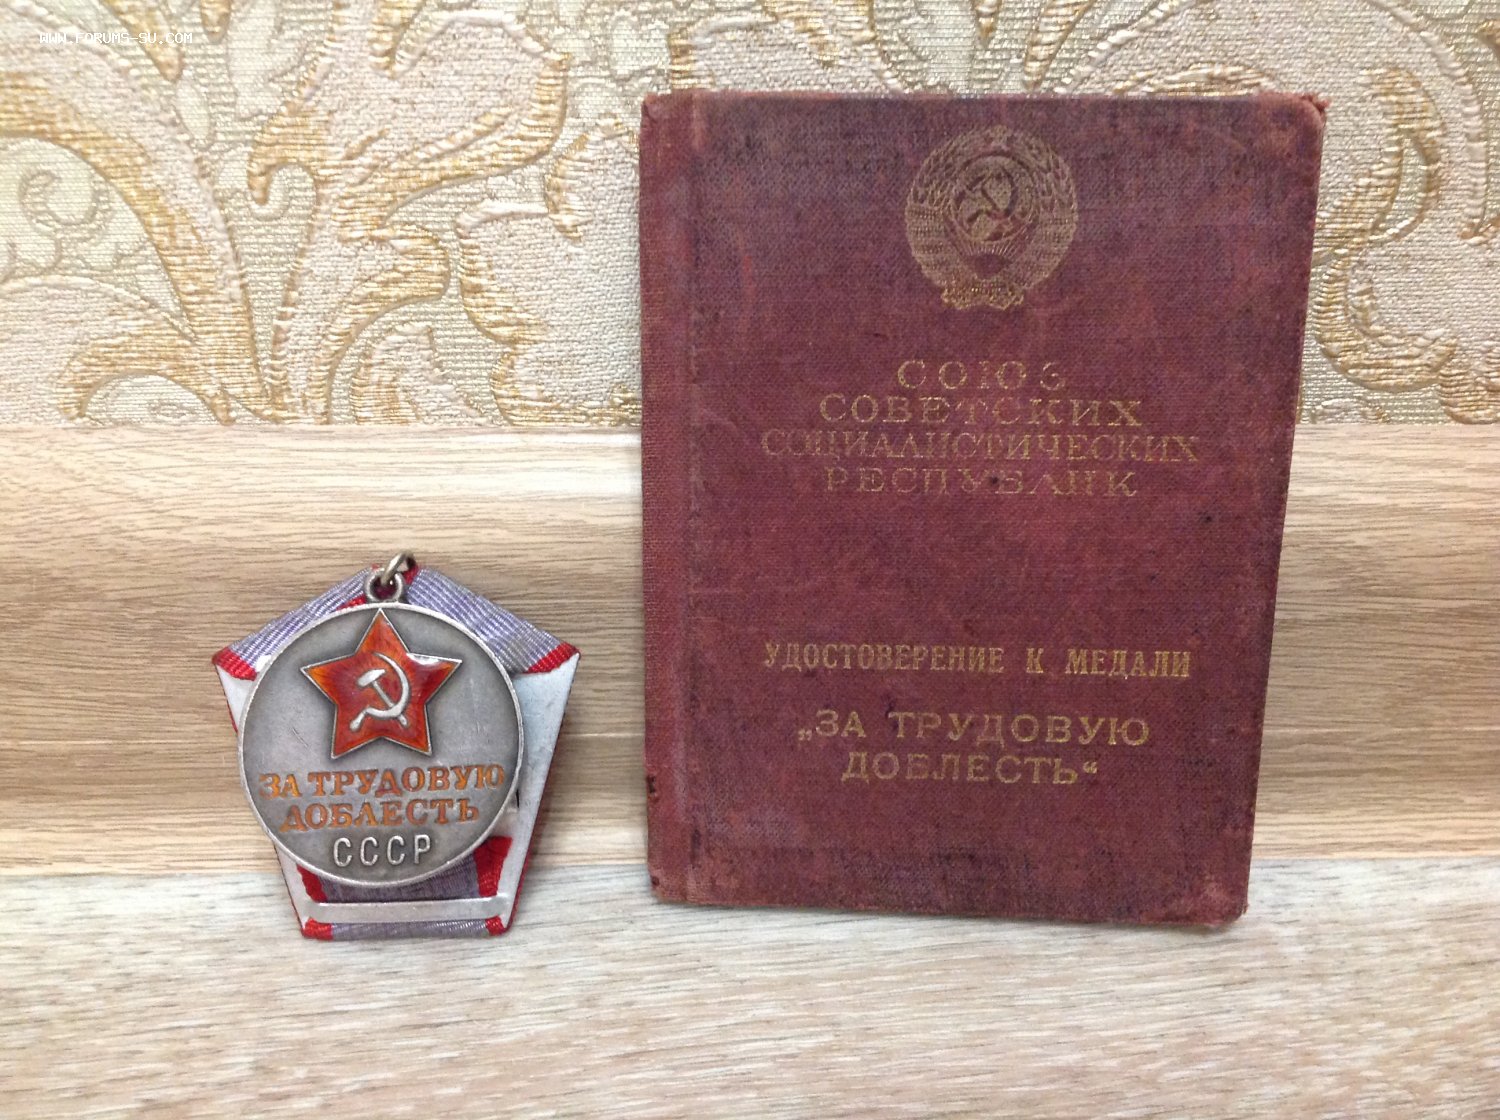 WWW.FORUMS-SU.COM
СОЮЗ
СОВЕТСКИХ
СОЦИАЛИСТИЧЕСКИХ
РЕСПУБЛИК
УДОСТОВЕРЕНИЕ К МЕДАЛИ
„ЗА ТРУДОВУЮ
ДОБЛЕСТЬ“
ЗА ТРУДОВУЮ
ДОБЛЕСТЬ
СССР